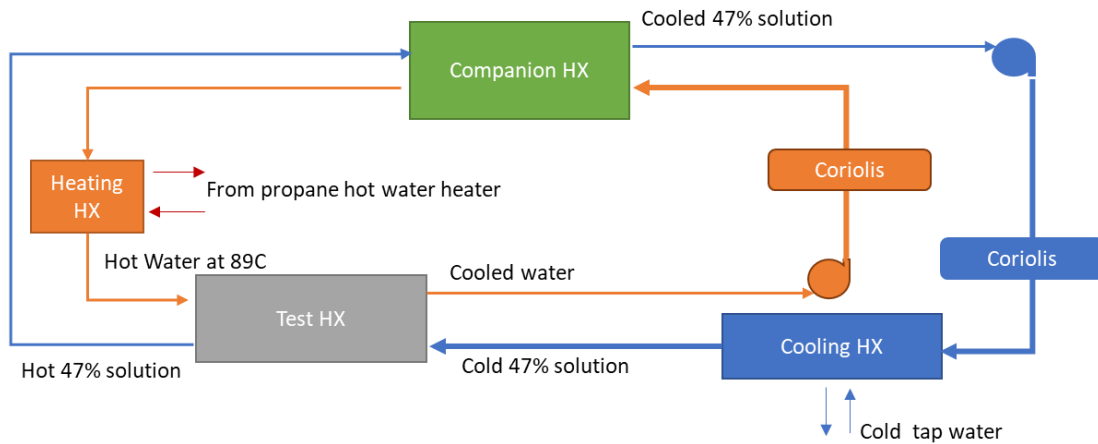 Cooled 47% solution
Companion HX
Coriolis
Heating
HX
From propane hot water heater
Hot Water at 89C
Cooled water
Coriolis
Test HX
Cooling HX
Hot 47% solution
Cold 47% solution
Cold  tap water